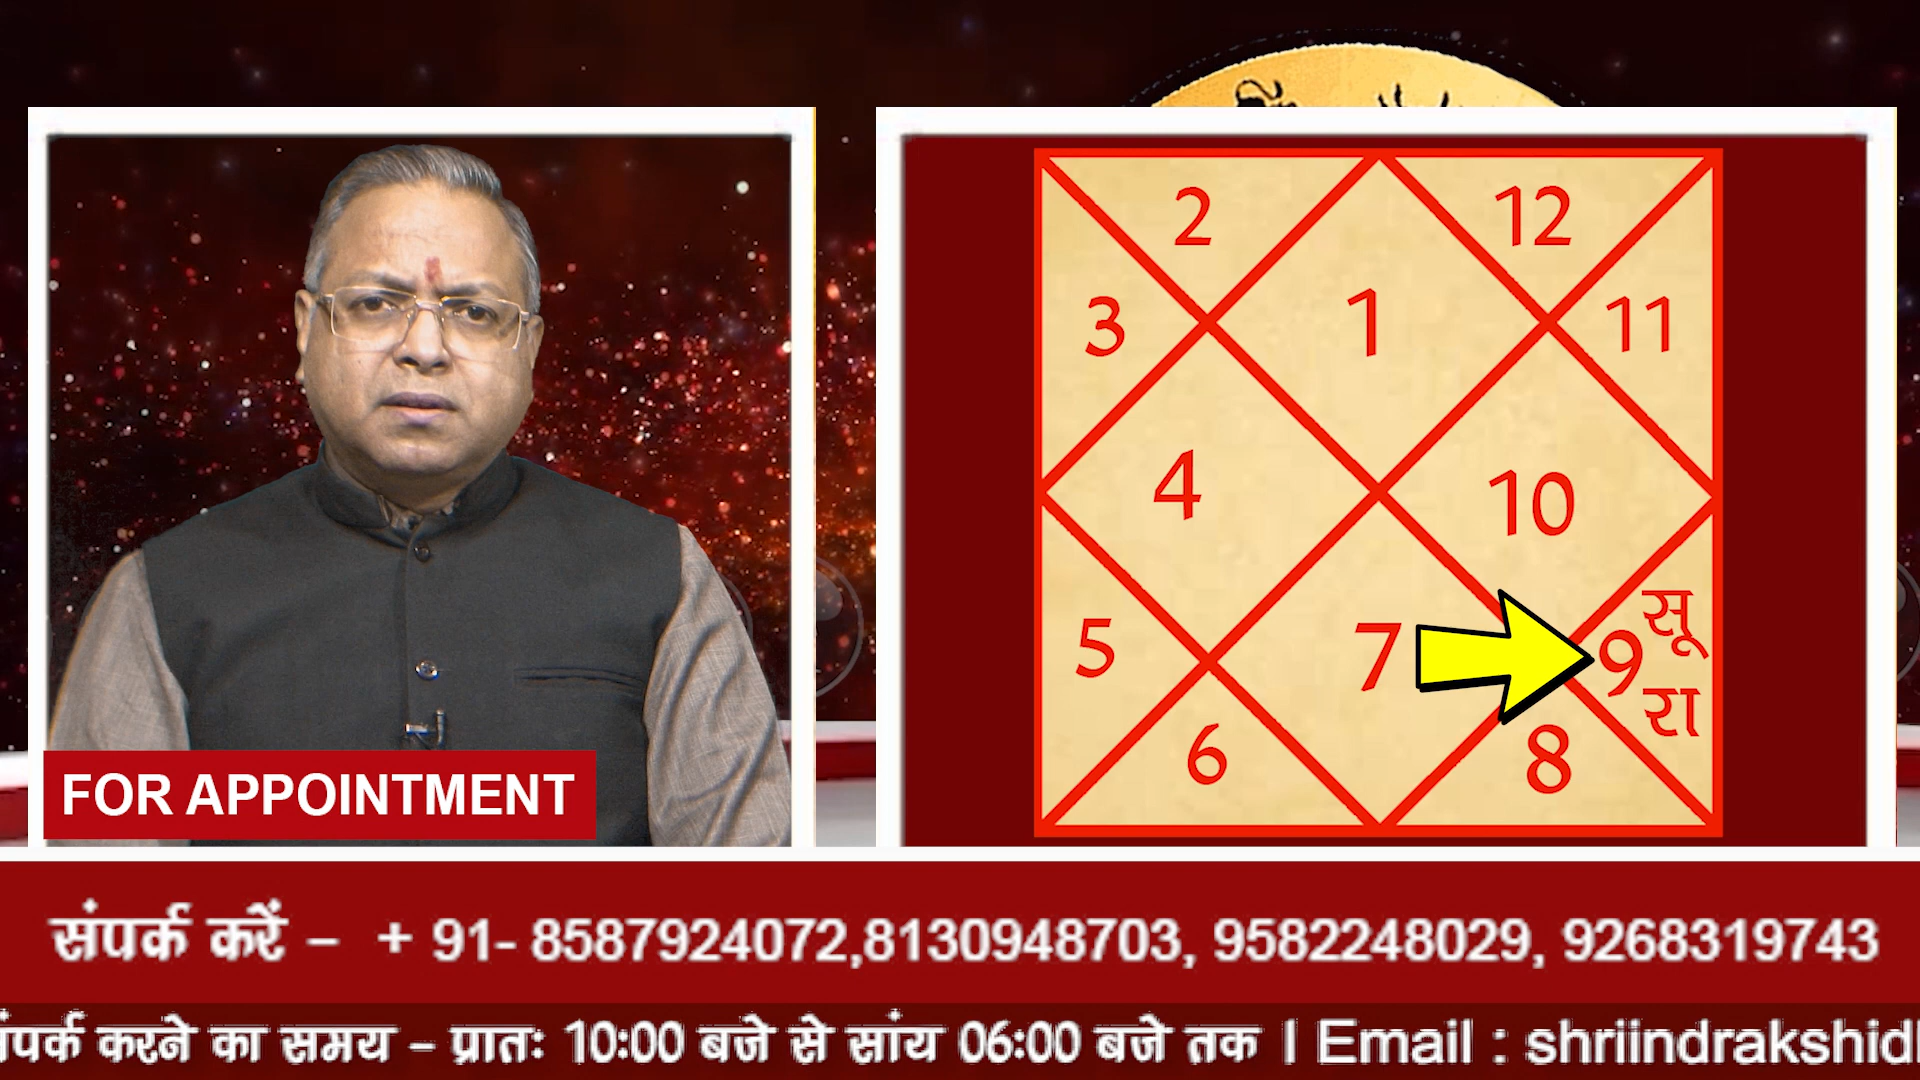 2
12
3
1
11
4
10
सू
5
7
9
रा
6
8
FOR APPOINTMENT
संपर्क करें – + 91- 8587924072,8130948703, 9582248029, 9268319743
संपर्क करने का समय – प्रातः 10:00 बजे से सांय 06:00 बजे तक । Email : shriindrakshid